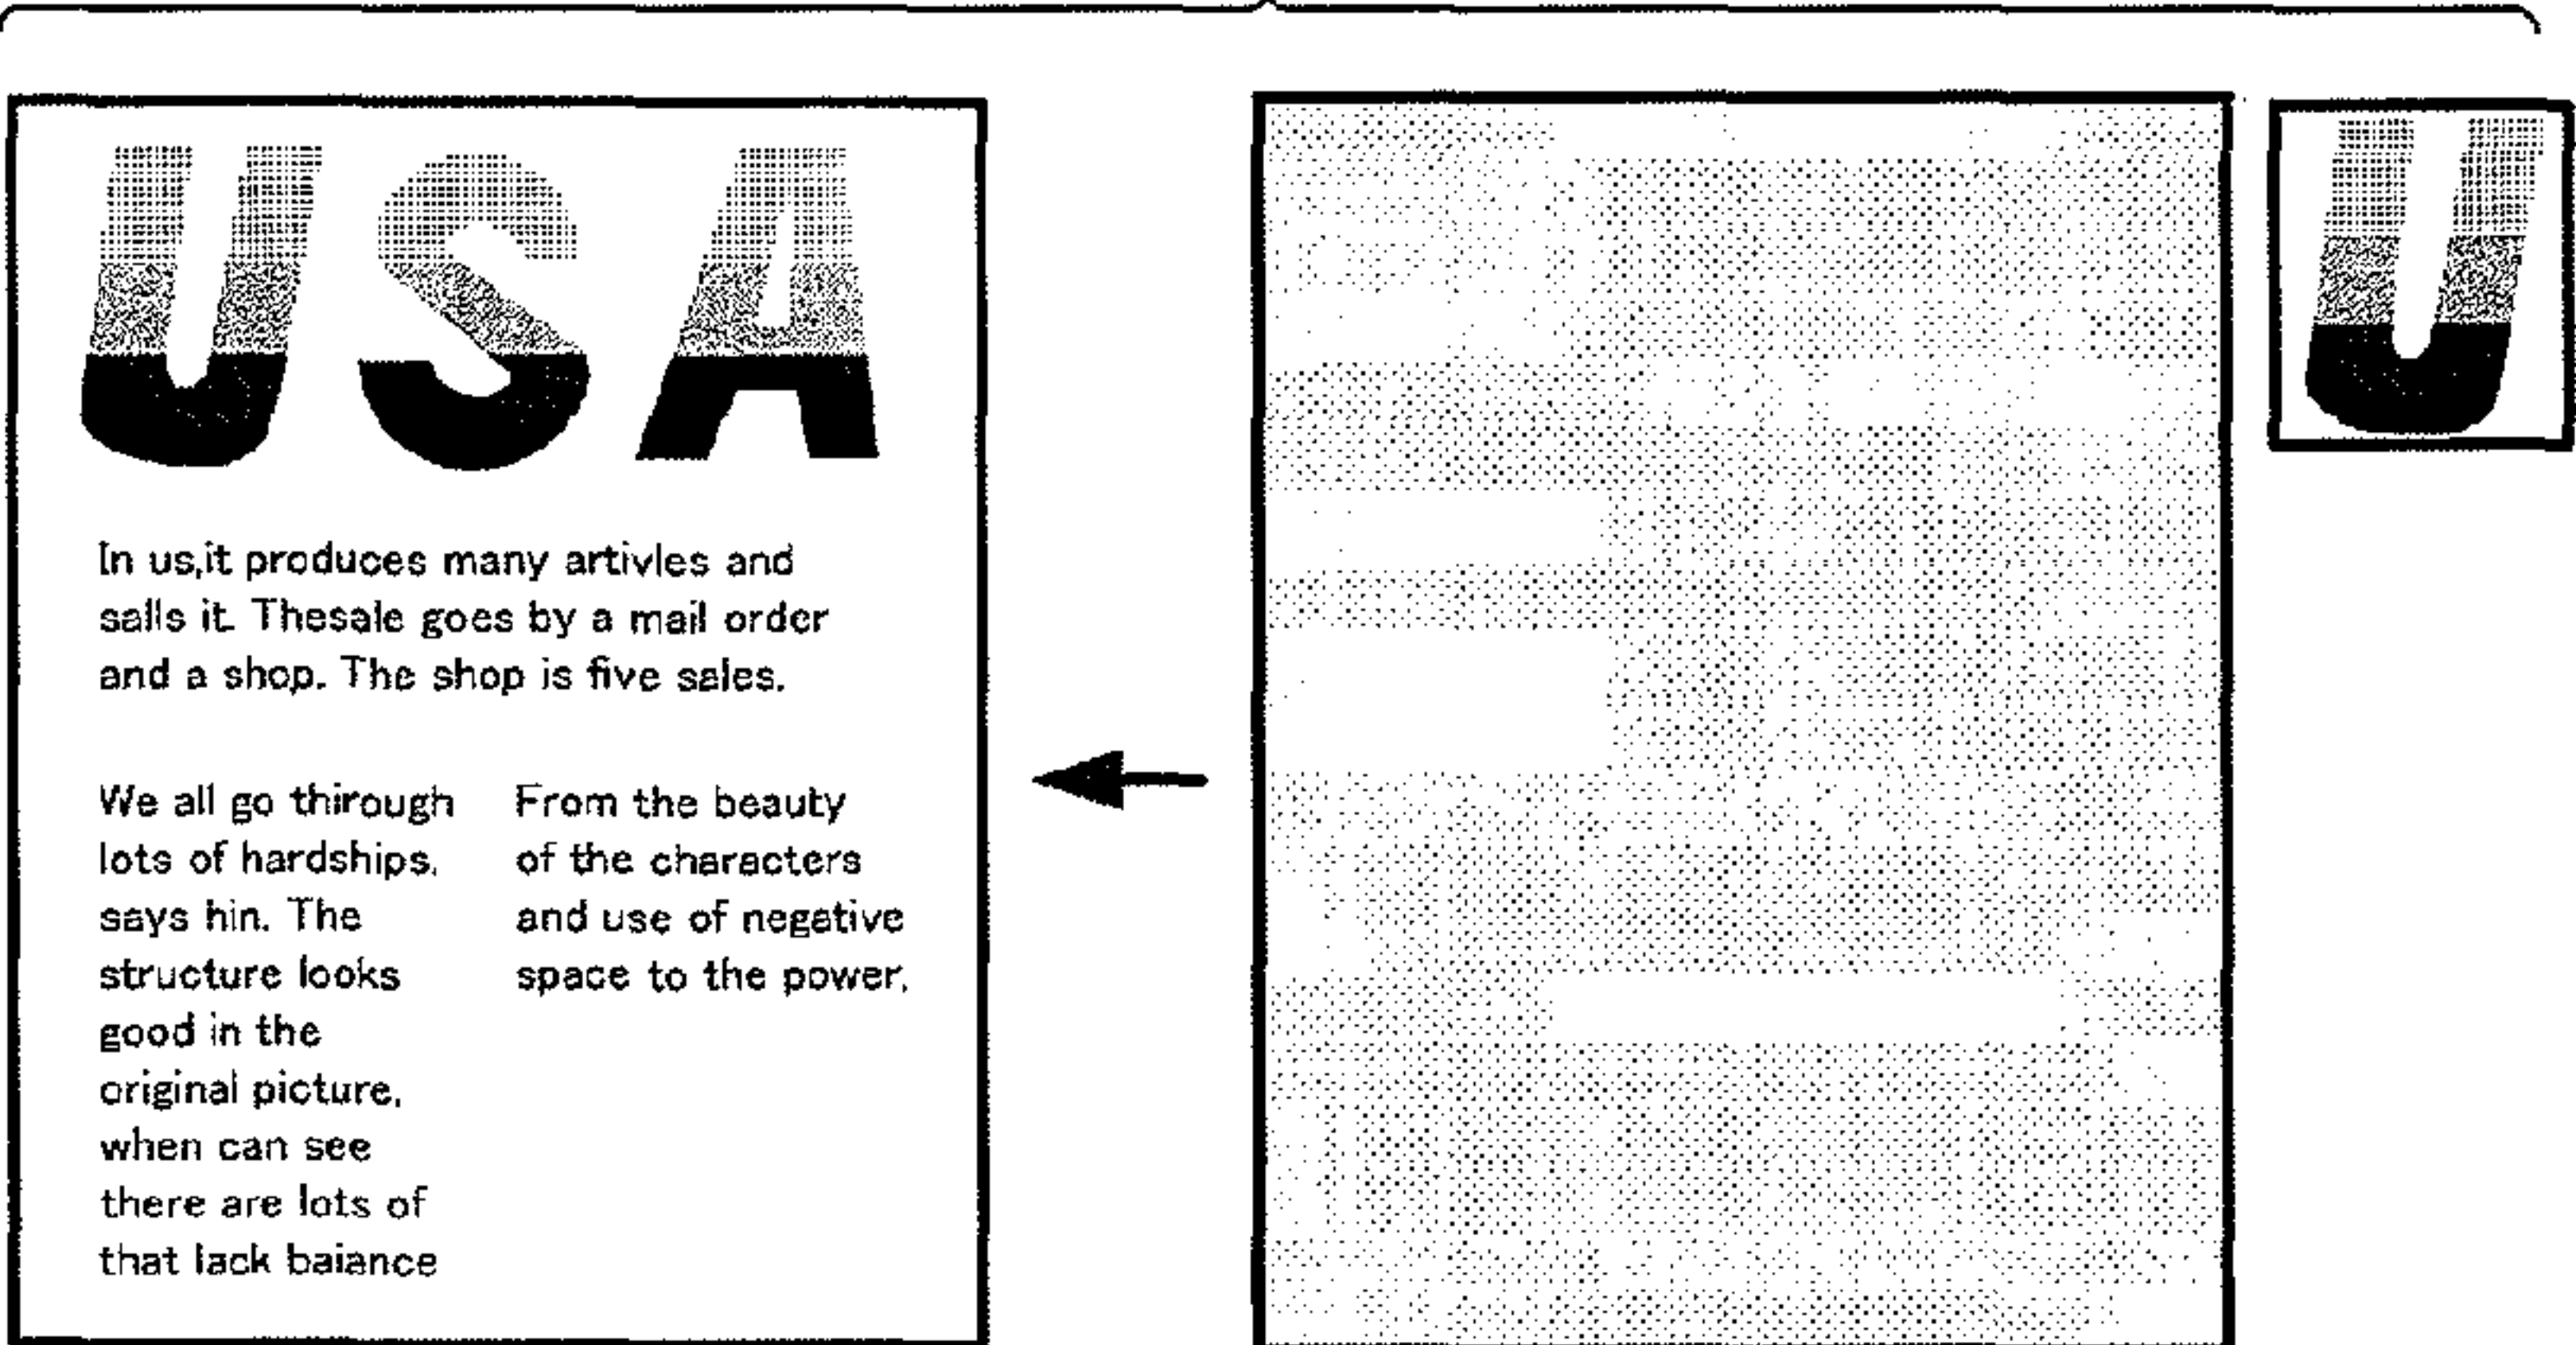 USA
In us,it produces many artivles and
salls it. Thesale goes by a mail order
and a shop. The shop is five sales.
We all go thirough
lots of hardships.
says hin. The
structure looks
good in the
original picture,
when can see
there are lots of
that lack baiance
From the beauty
of the characters
and use of negative
space to the power.
U